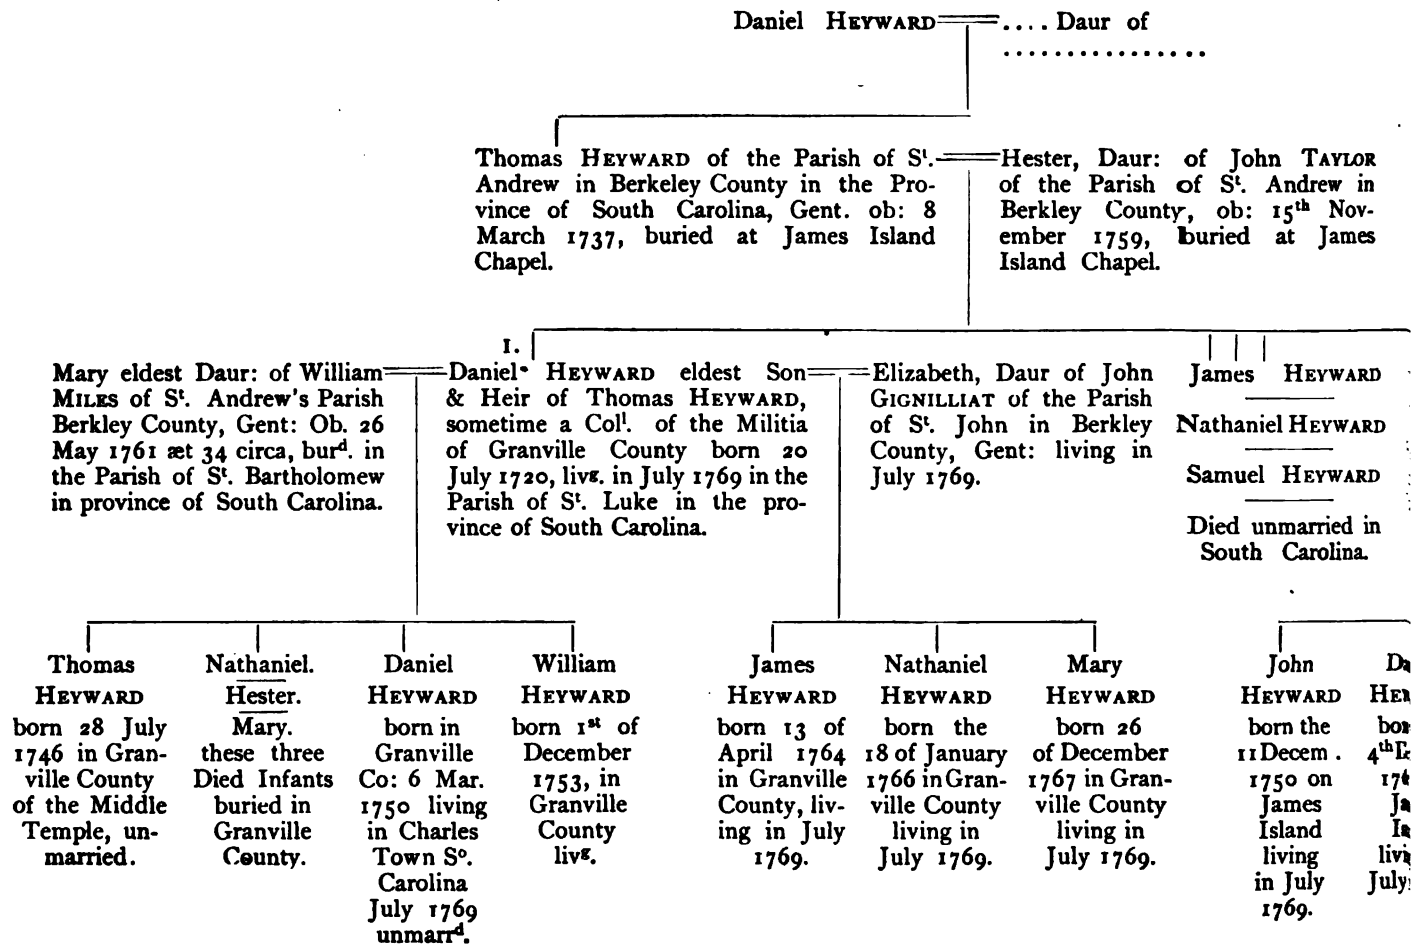 Daniel HEYWARD .... Daur of
................
Thomas HEYWARD of the Parish of Sᵗ.
Andrew in Berkeley County in the Pro-
vince of South Carolina, Gent. ob: 8
March 1737, buried at James Island
Chapel.
Hester, Daur: of John TAYLOR
of the Parish of Sᵗ. Andrew in
Berkley County, ob: 15ᵗʰ Nov-
ember 1759, buried at James
Island Chapel.
Mary eldest Daur: of William
MILES of Sᵗ. Andrew's Parish
Berkley County, Gent: Ob. 26
May 1761 æt 34 circa, burᵈ. in
the Parish of Sᵗ. Bartholomew
in province of South Carolina.
1.
Daniel HEYWARD eldest Son
& Heir of Thomas HEYWARD,
sometime a Colˡ. of the Militia
of Granville County born 20
July 1720, livᵍ. in July 1769 in the
Parish of Sᵗ. Luke in the pro-
vince of South Carolina.
Elizabeth, Daur of John
GIGNILLIAT of the Parish
of Sᵗ. John in Berkley
County, Gent: living in
July 1769.
James HEYWARD
Nathaniel HEYWARD
Samuel HEYWARD
Died unmarried in
South Carolina.
Thomas
HEYWARD
born 28 July
1746 in Gran-
ville County
of the Middle
Temple, un-
married.
Nathaniel.
Hester.
Mary.
these three
Died Infants
buried in
Granville
County.
Daniel
HEYWARD
born in
Granville
Co: 6 Mar.
1750 living
in Charles
Town Sº.
Carolina
July 1769
unmarrᵈ.
William
HEYWARD
born 1ˢᵗ of
December
1753, in
Granville
County
livᵍ.
James
HEYWARD
born 13 of
April 1764
in Granville
County, liv-
ing in July
1769.
Nathaniel
HEYWARD
born the
18 of January
1766 in Gran-
ville County
living in
July 1769.
Mary
HEYWARD
born 26
of December
1767 in Gran-
ville County
living in
July 1769.
John
HEYWARD
born the
11 Decem.
1750 on
James
Island
living
in July
1769.
4ᵗʰ
July